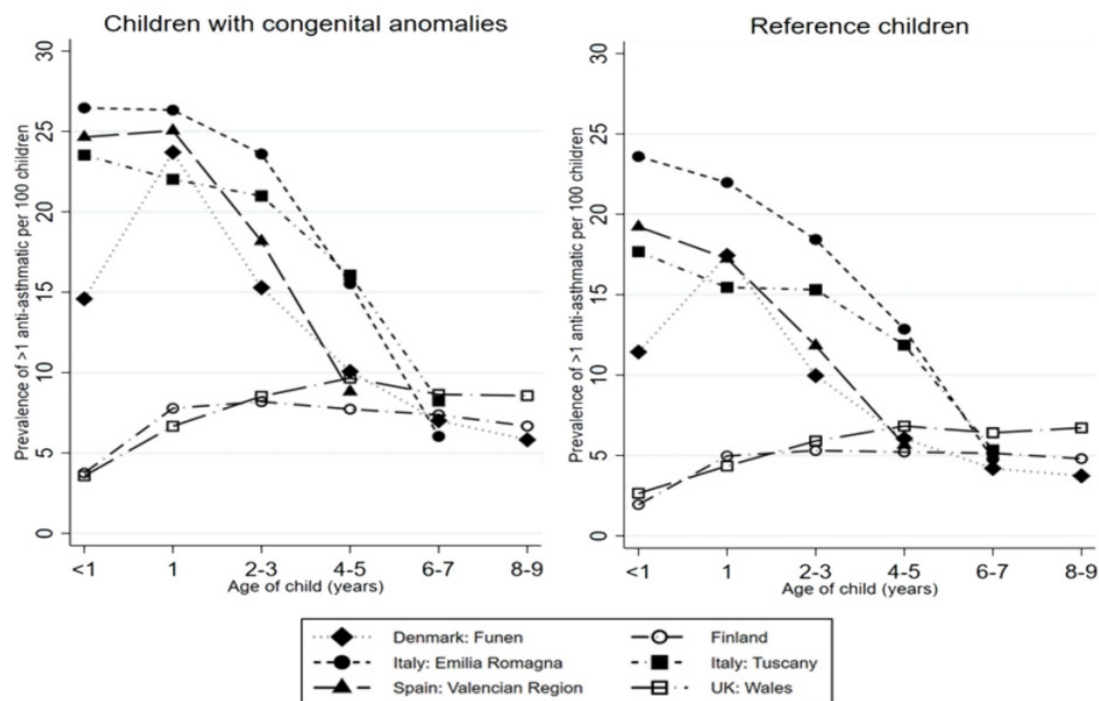 Children with congenital anomalies
Prevalence of >1 anti-asthmatic per 100 children
30
25
20
15
10
5
0
<1 1 2-3 4-5 6-7 8-9
Age of child (years)
Reference children
Prevalence of >1 anti-asthmatic per 100 children
30
25
20
15
10
5
0
<1 1 2-3 4-5 6-7 8-9
Age of child (years)
Denmark: Funen Finland
Italy: Emilia Romagna Italy: Tuscany
Spain: Valencian Region UK: Wales